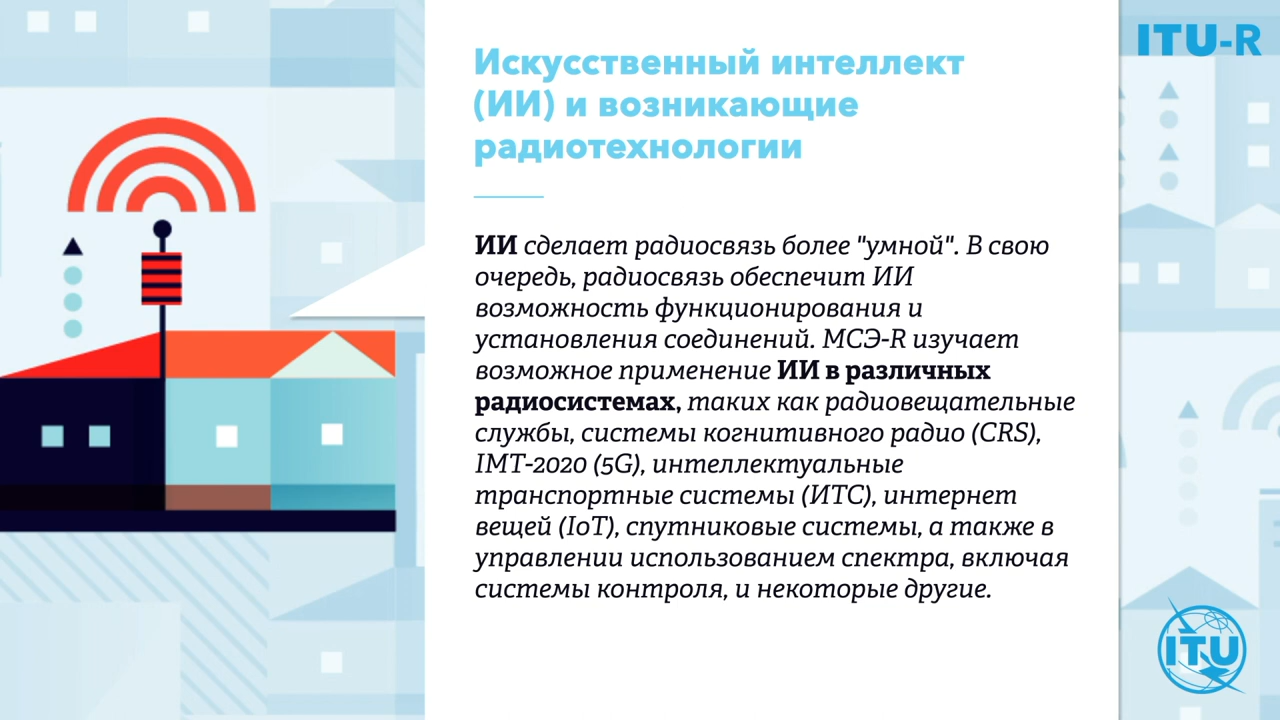 ITU-R
Искусственный интеллект
(ИИ) и возникающие
радиотехнологии
ИИ сделает радиосвязь более "умной". В свою
очередь, радиосвязь обеспечит ИИ
возможность функционирования и
установления соединений. МСЭ-R изучает
возможное применение ИИ в различных
радиосистемах, таких как радиовещательные
службы, системы когнитивного радио (CRS),
IMT-2020 (5G), интеллектуальные
транспортные системы (ИТС), интернет
вещей (IoT), спутниковые системы, а также в
управлении использованием спектра, включая
системы контроля, и некоторые другие.
ITU